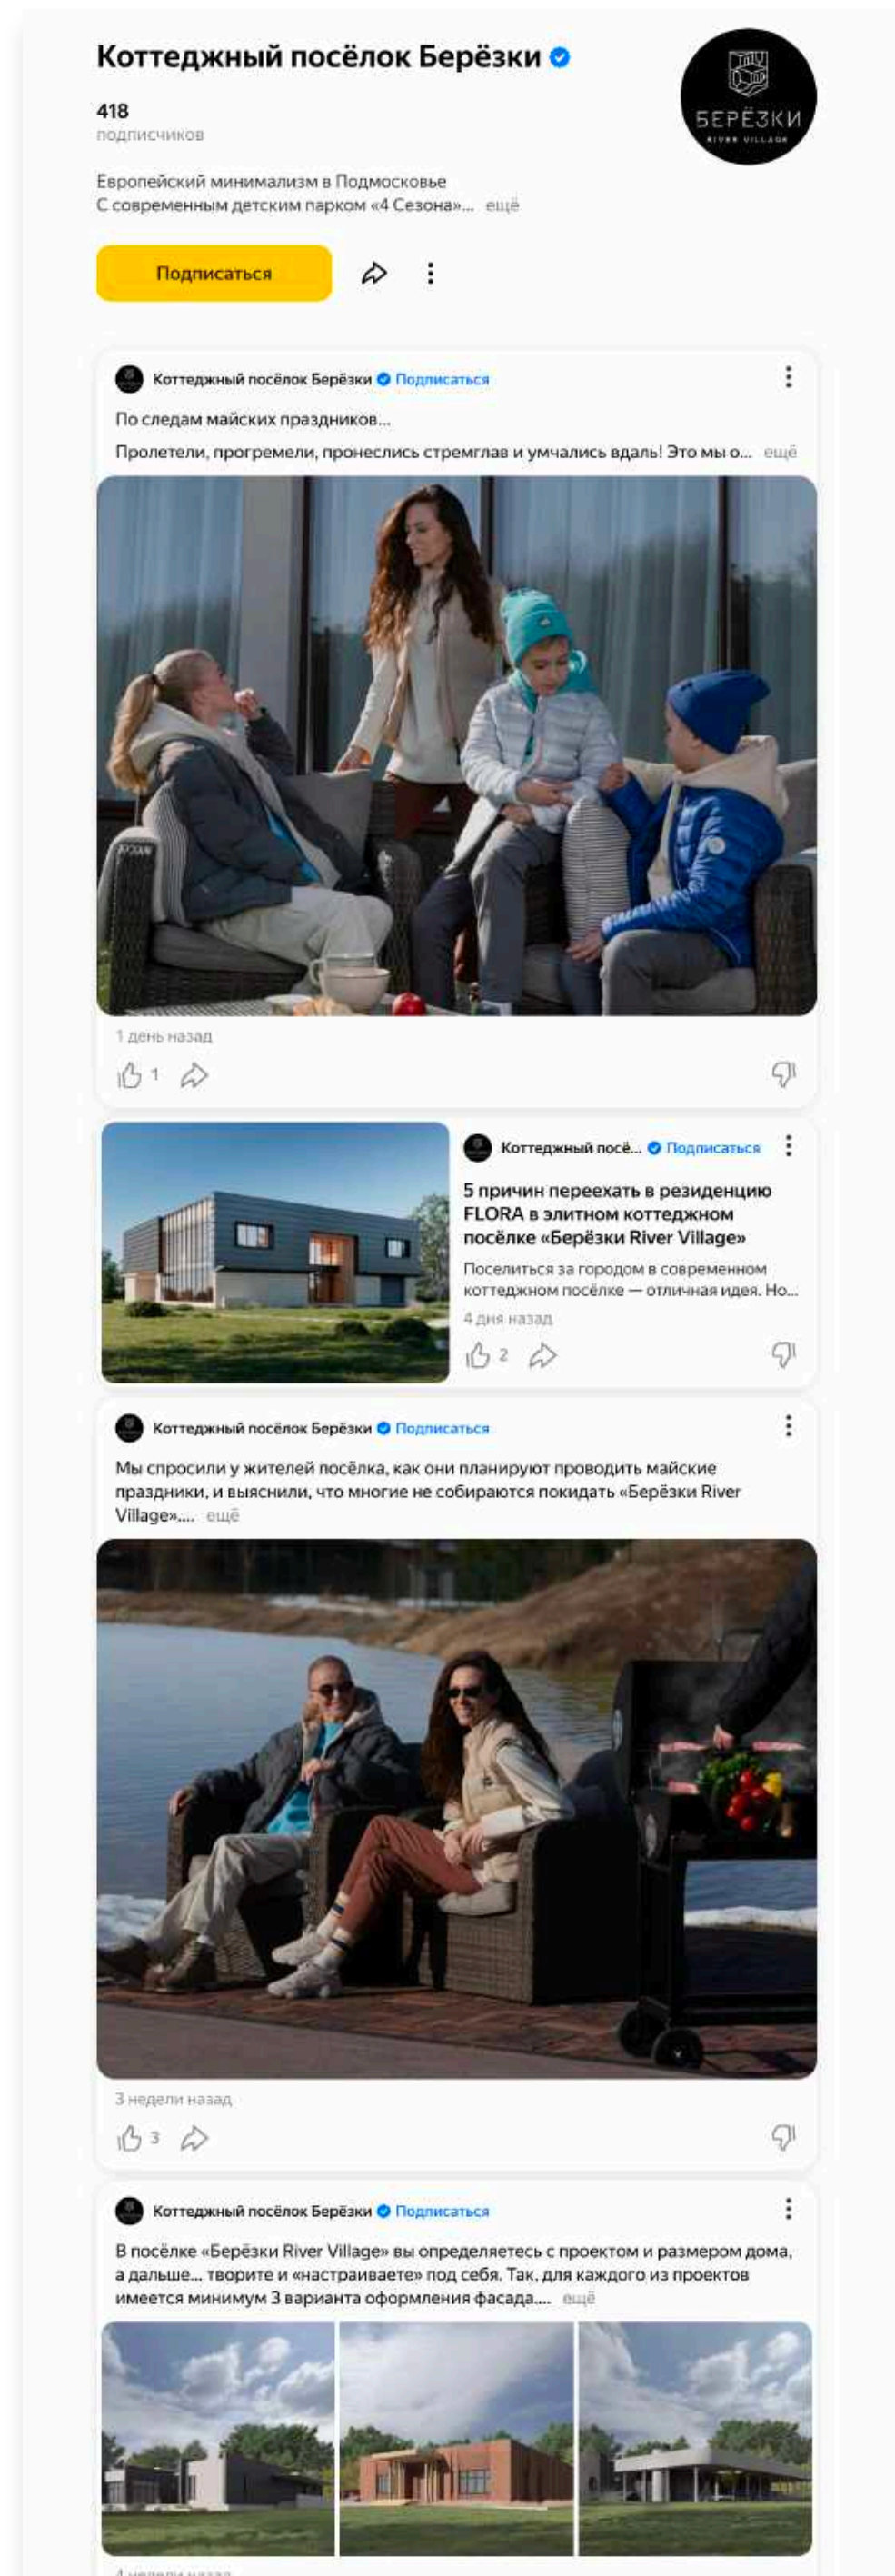 Коттеджный посёлок Берёзки
БЕРЁЗКИ
RIVER VILLAGE
418
подписчиков
Европейский минимализм в Подмосковье
С современным детским парком «4 Сезона»... ещё
Подписаться
Коттеджный посёлок Берёзки Подписаться
По следам майских праздников...
Пролетели, прогремели, пронеслись стремглав и умчались вдаль! Это мы о... ещё
1 день назад
1
Коттеджный посё... Подписаться
5 причин переехать в резиденцию
FLORA в элитном коттеджном
посёлке «Берёзки River Village»
Поселиться за городом в современном
коттеджном посёлке — отличная идея. Но...
4 дня назад
2
Коттеджный посёлок Берёзки Подписаться
Мы спросили у жителей посёлка, как они планируют проводить майские
праздники, и выяснили, что многие не собираются покидать «Берёзки River
Village».... ещё
3 недели назад
3
Коттеджный посёлок Берёзки Подписаться
В посёлке «Берёзки River Village» вы определяетесь с проектом и размером дома,
а дальше... творите и «настраиваете» под себя. Так, для каждого из проектов
имеется минимум 3 варианта оформления фасада.... ещё
4 недели назад